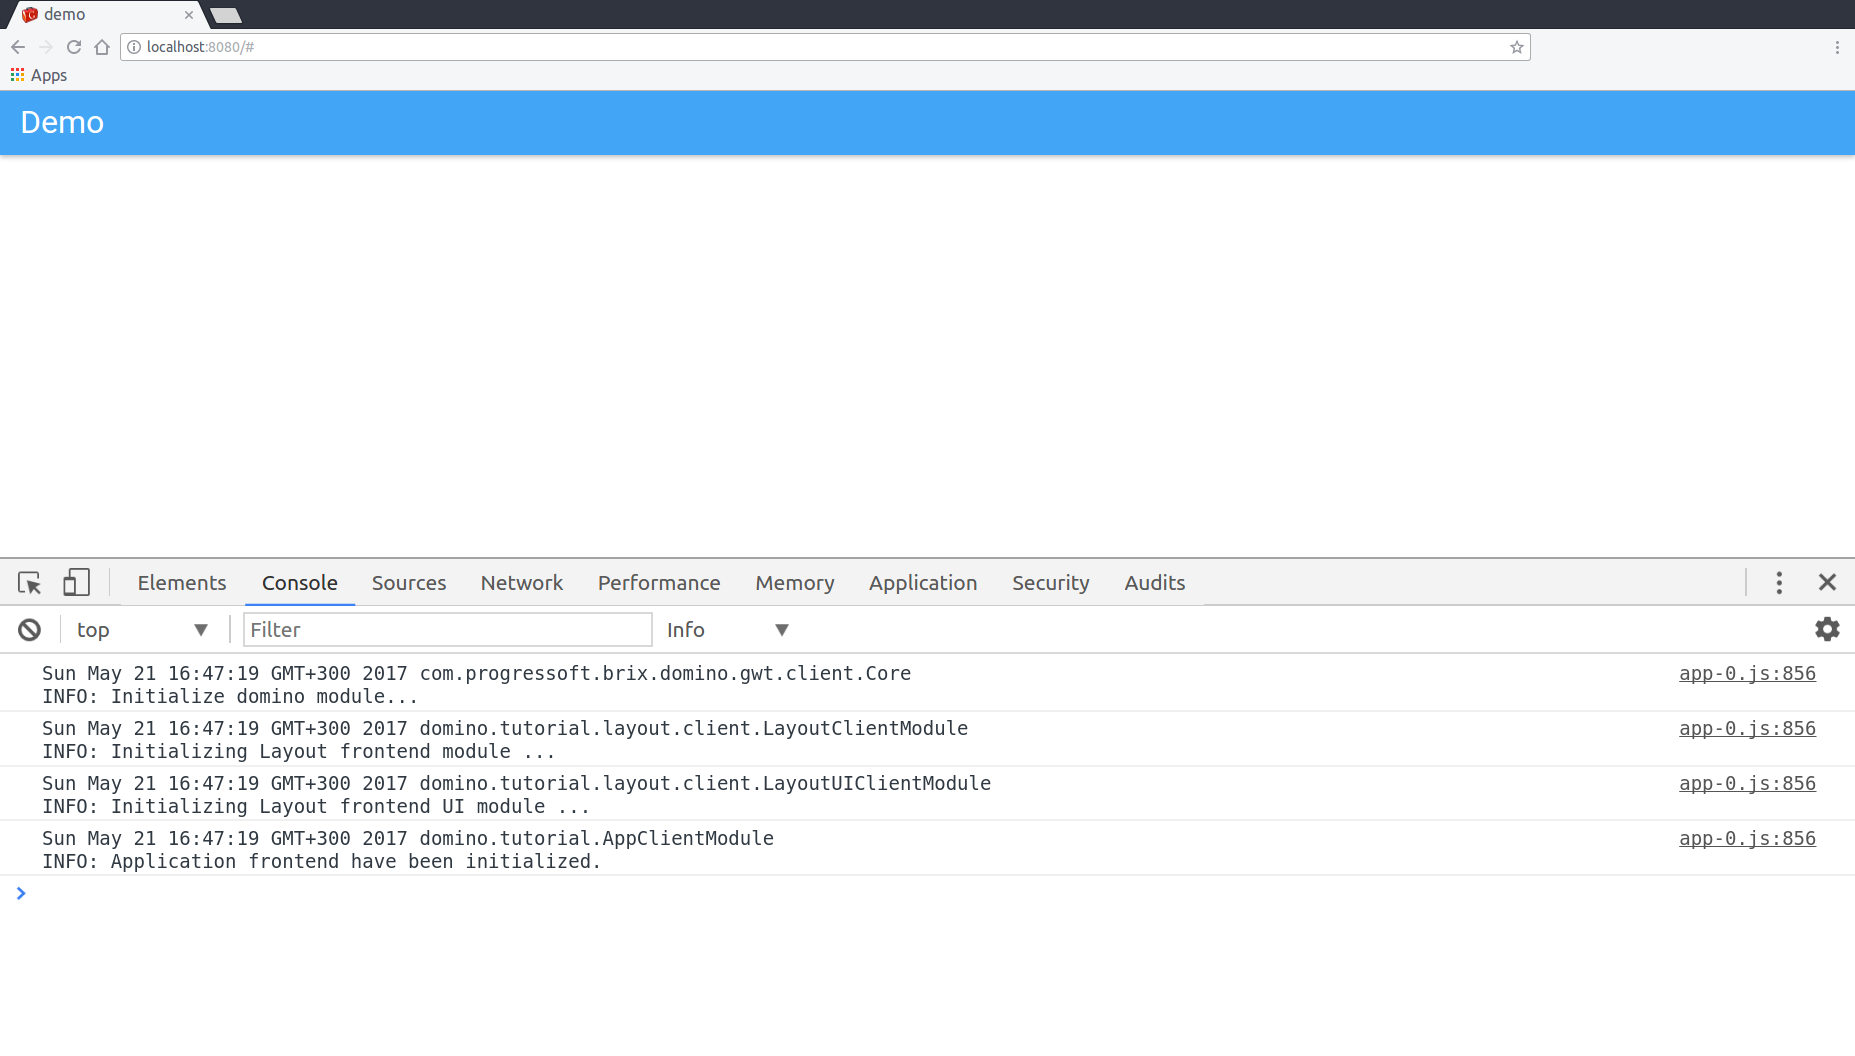 demo
localhost:8080/#
Apps
Demo
Elements Console Sources Network Performance Memory Application Security Audits
top Filter Info
Sun May 21 16:47:19 GMT+300 2017 com.progressoft.brix.domino.gwt.client.Core app-0.js:856
INFO: Initialize domino module...
Sun May 21 16:47:19 GMT+300 2017 domino.tutorial.layout.client.LayoutClientModule app-0.js:856
INFO: Initializing Layout frontend module ...
Sun May 21 16:47:19 GMT+300 2017 domino.tutorial.layout.client.LayoutUIClientModule app-0.js:856
INFO: Initializing Layout frontend UI module ...
Sun May 21 16:47:19 GMT+300 2017 domino.tutorial.AppClientModule app-0.js:856
INFO: Application frontend have been initialized.